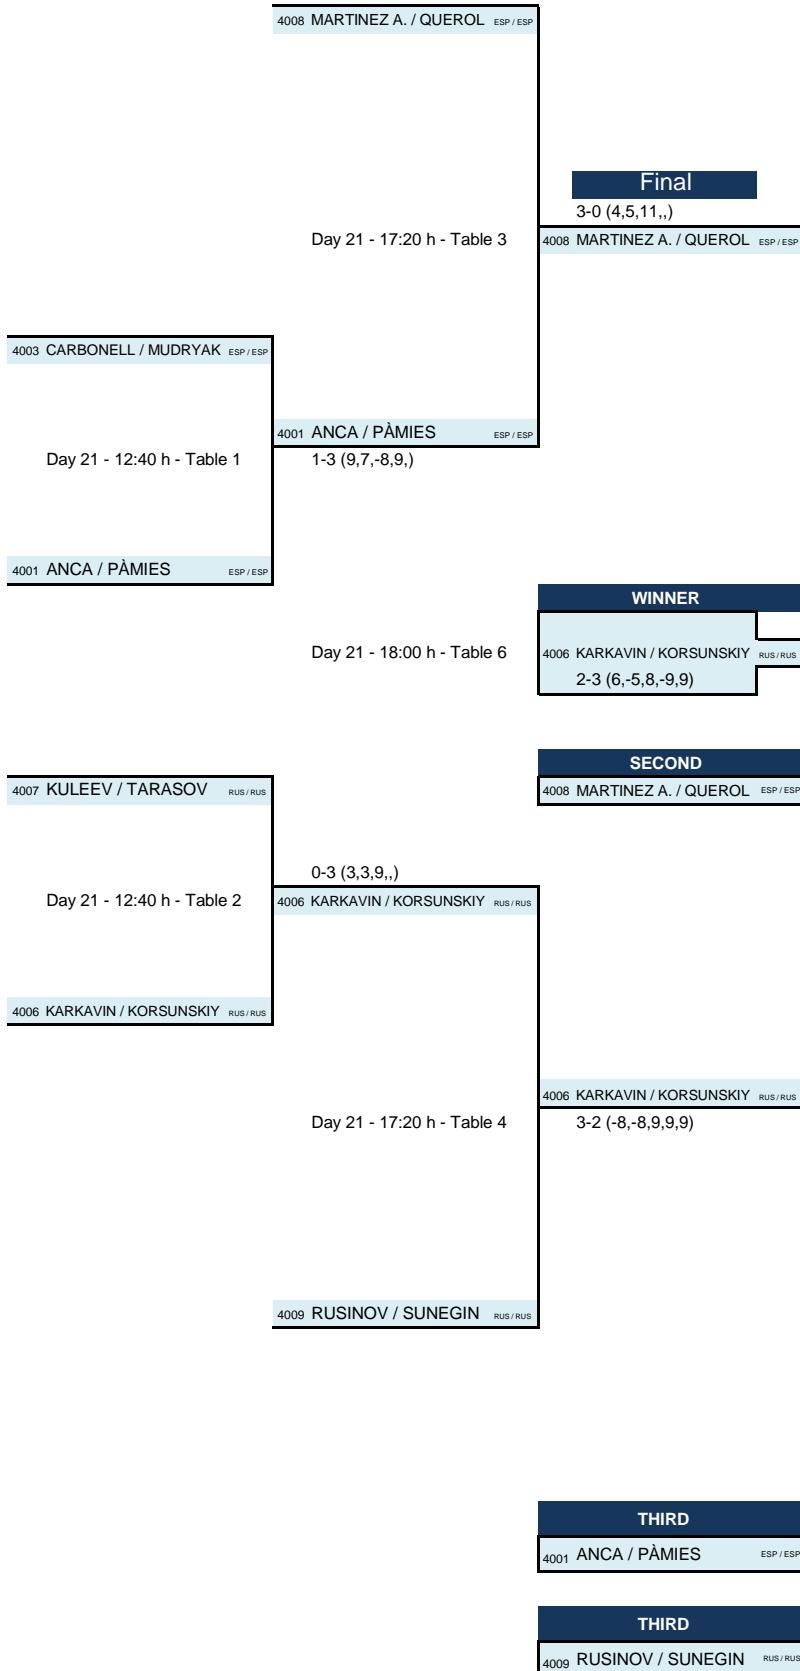 4008 MARTINEZ A. / QUEROL ESP / ESP
Final
3-0 (4,5,11,,)
Day 21 - 17:20 h - Table 3
4008 MARTINEZ A. / QUEROL ESP / ESP
4003 CARBONELL / MUDRYAK ESP / ESP
4001 ANCA / PÀMIES ESP / ESP
Day 21 - 12:40 h - Table 1
1-3 (9,7,-8,9,)
4001 ANCA / PÀMIES ESP / ESP
WINNER
Day 21 - 18:00 h - Table 6
4006 KARKAVIN / KORSUNSKIY RUS / RUS
2-3 (6,-5,8,-9,9)
SECOND
4007 KULEEV / TARASOV RUS / RUS
4008 MARTINEZ A. / QUEROL ESP / ESP
0-3 (3,3,9,,)
Day 21 - 12:40 h - Table 2
4006 KARKAVIN / KORSUNSKIY RUS / RUS
4006 KARKAVIN / KORSUNSKIY RUS / RUS
4006 KARKAVIN / KORSUNSKIY RUS / RUS
Day 21 - 17:20 h - Table 4
3-2 (-8,-8,9,9,9)
4009 RUSINOV / SUNEGIN RUS / RUS
THIRD
4001 ANCA / PÀMIES ESP / ESP
THIRD
4009 RUSINOV / SUNEGIN RUS / RUS